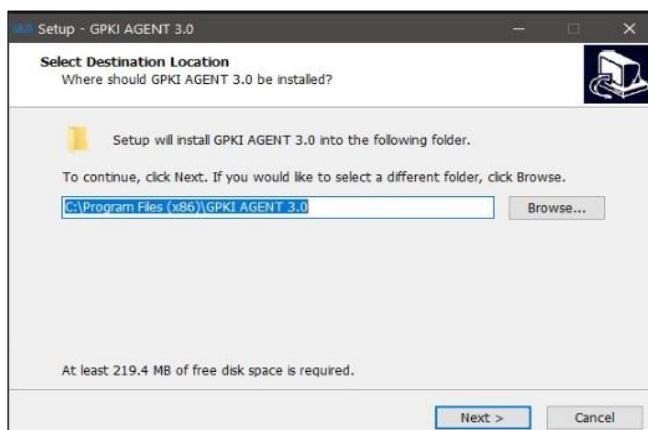 Setup - GPKI AGENT 3.0
Select Destination Location
Where should GPKI AGENT 3.0 be installed?
Setup will install GPKI AGENT 3.0 into the following folder.
To continue, click Next. If you would like to select a different folder, click Browse.
C:\Program Files (x86)\GPKI AGENT 3.0
Browse...
At least 219.4 MB of free disk space is required.
Next >
Cancel